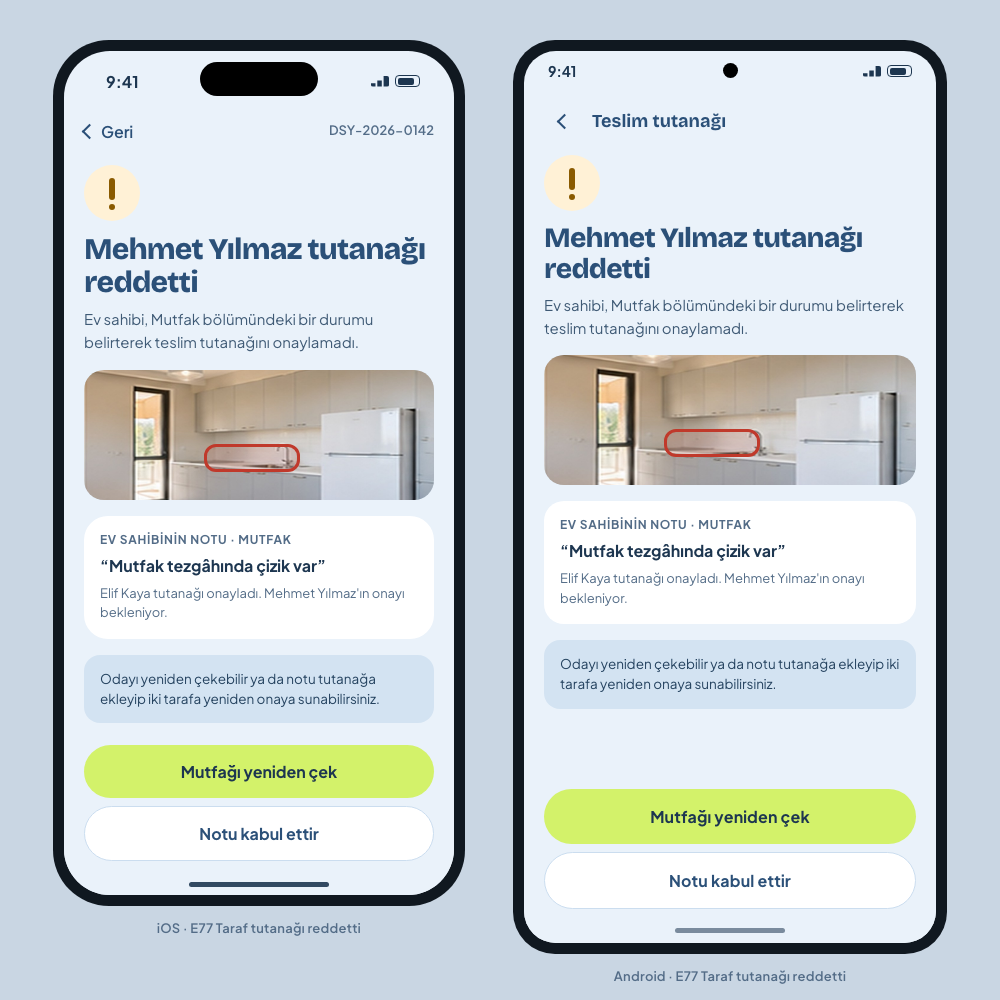 9:41
Geri
DSY-2026-0142
Mehmet Yılmaz tutanağı
reddetti
Ev sahibi, Mutfak bölümündeki bir durumu
belirterek teslim tutanağını onaylamadı.
EV SAHİBİNİN NOTU · MUTFAK
“Mutfak tezgâhında çizik var”
Elif Kaya tutanağı onayladı. Mehmet Yılmaz'ın onayı
bekleniyor.
Odayı yeniden çekebilir ya da notu tutanağa
ekleyip iki tarafa yeniden onaya sunabilirsiniz.
Mutfağı yeniden çek
Notu kabul ettir
iOS · E77 Taraf tutanağı reddetti
9:41
Teslim tutanağı
Mehmet Yılmaz tutanağı
reddetti
Ev sahibi, Mutfak bölümündeki bir durumu belirterek
teslim tutanağını onaylamadı.
EV SAHİBİNİN NOTU · MUTFAK
“Mutfak tezgâhında çizik var”
Elif Kaya tutanağı onayladı. Mehmet Yılmaz'ın onayı
bekleniyor.
Odayı yeniden çekebilir ya da notu tutanağa ekleyip iki
tarafa yeniden onaya sunabilirsiniz.
Mutfağı yeniden çek
Notu kabul ettir
Android · E77 Taraf tutanağı reddetti